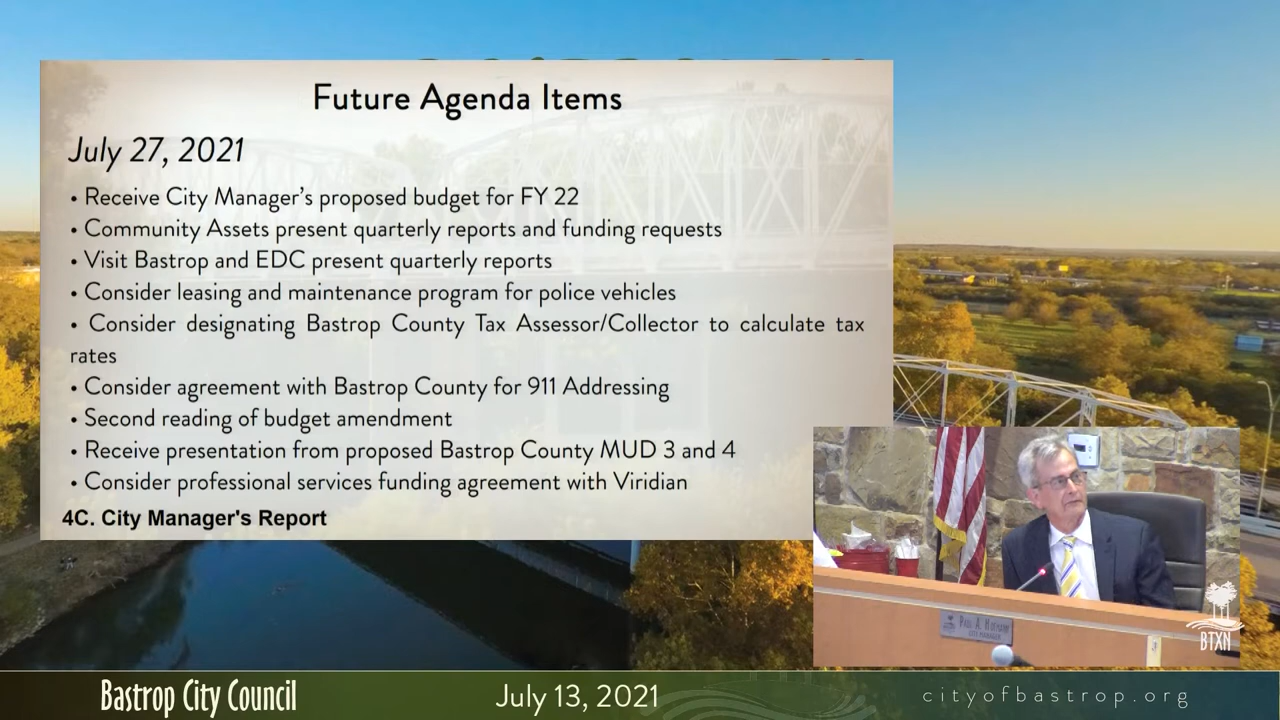 Future Agenda Items
July 27, 2021
• Receive City Manager's proposed budget for FY 22
• Community Assets present quarterly reports and funding requests
• Visit Bastrop and EDC present quarterly reports
• Consider leasing and maintenance program for police vehicles
• Consider designating Bastrop County Tax Assessor/Collector to calculate tax
rates
• Consider agreement with Bastrop County for 911 Addressing
• Second reading of budget amendment
• Receive presentation from proposed Bastrop County MUD 3 and 4
• Consider professional services funding agreement with Viridian
4C. City Manager's Report
Paul A.
CITY MANAGER
BTXN
Bastrop City Council
July 13, 2021
cityofbastrop.org